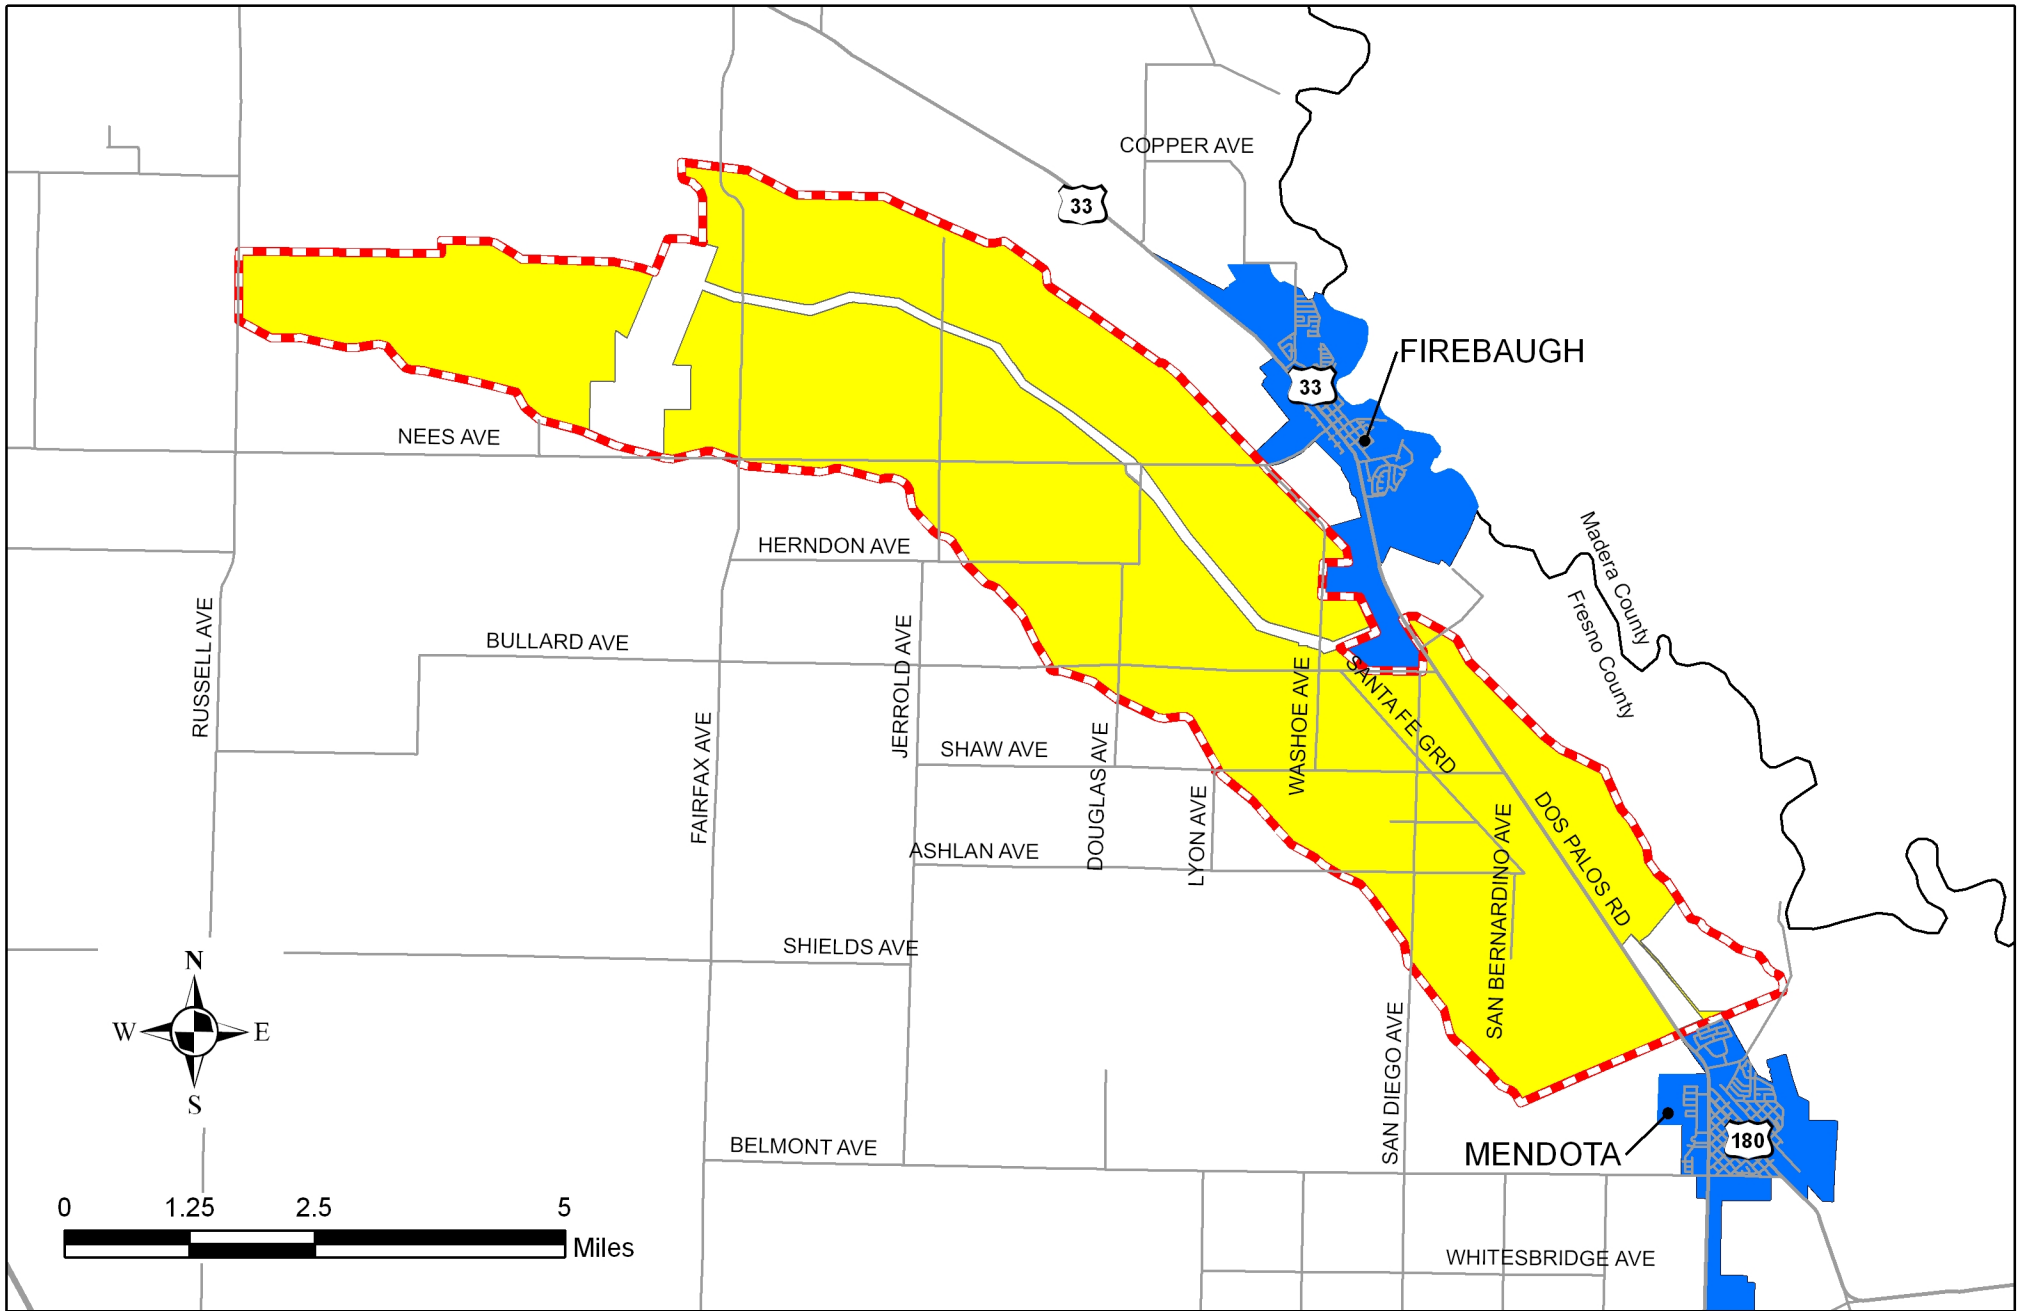 COPPER AVE
33
FIREBAUGH
33
NEES AVE
Madera County
Fresno County
HERNDON AVE
RUSSELL AVE
BULLARD AVE
JERROLD AVE
WASHOE AVE
SANTA FE GRD
FAIRFAX AVE
SHAW AVE
DOUGLAS AVE
LYON AVE
DOS PALOS RD
SAN BERNARDINO AVE
ASHLAN AVE
SHIELDS AVE
N
W E
S
SAN DIEGO AVE
BELMONT AVE
MENDOTA
180
0 1.25 2.5 5
Miles
WHITESBRIDGE AVE